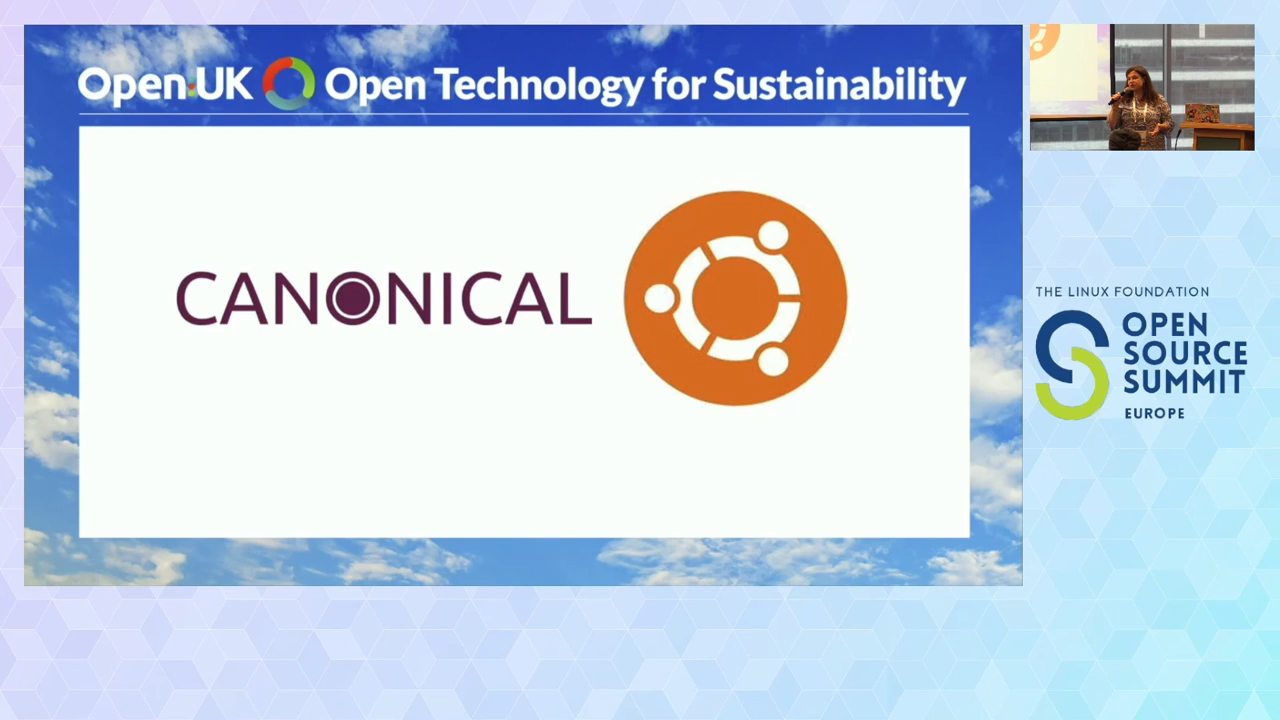 Open:UK Open Technology for Sustainability
CANONICAL
THE LINUX FOUNDATION
OPEN
SOURCE
SUMMIT
EUROPE